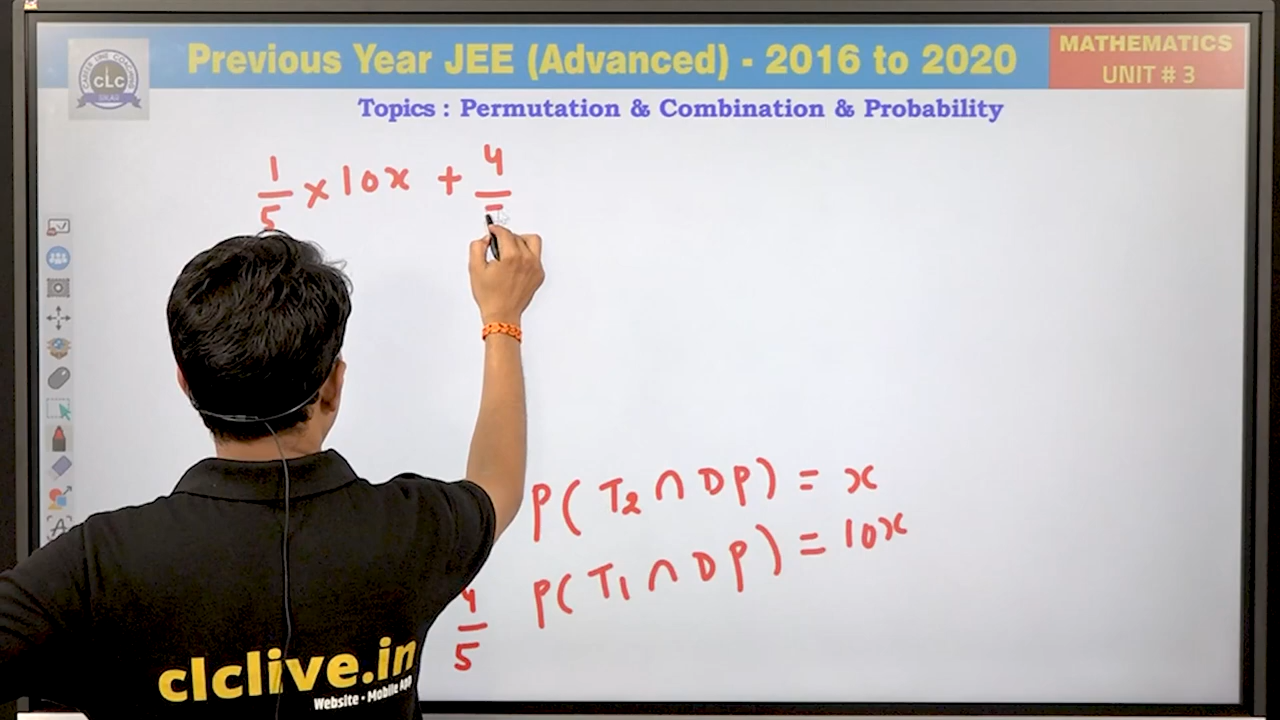 Previous Year JEE (Advanced) - 2016 to 2020
MATHEMATICS
UNIT # 3
CLC
Topics : Permutation & Combination & Probability
1/5 × 10x + 4/
P(T₂ ∩ DP) = x
P(T₁ ∩ DP) = 10x
4/5
clclive.in
Website • Mobile App